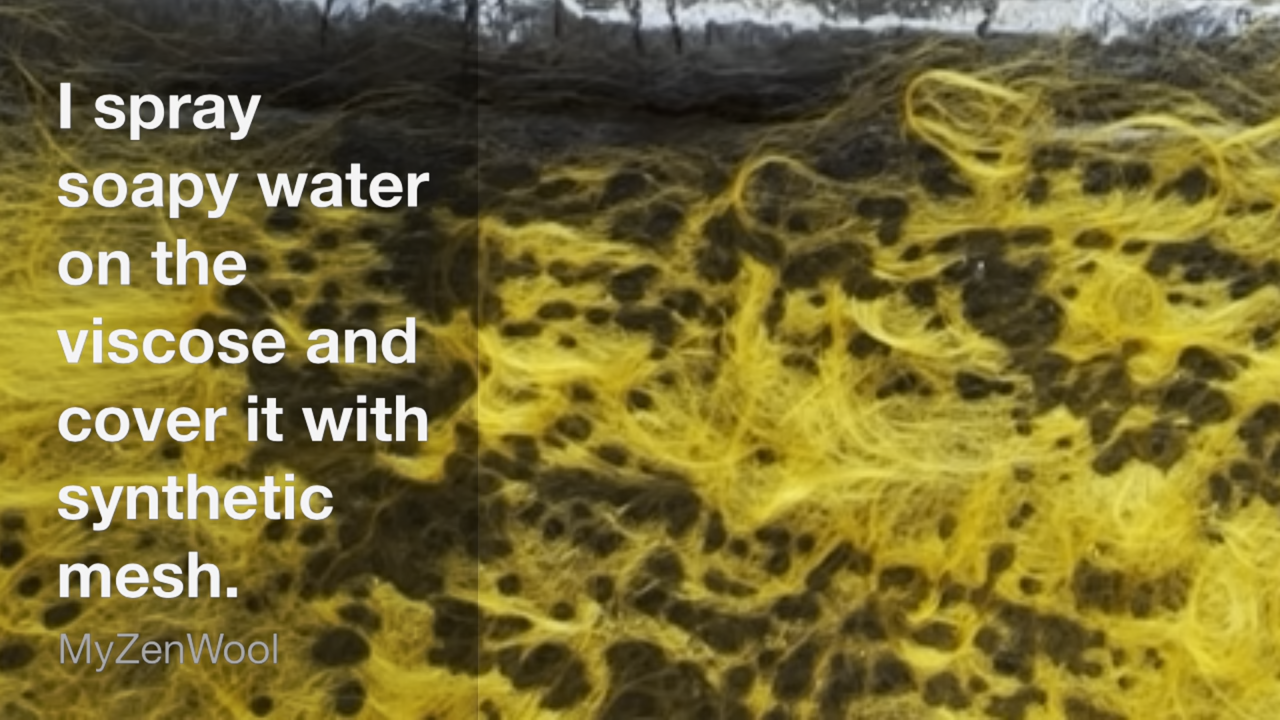 I spray
soapy water
on the
viscose and
cover it with
synthetic
mesh.
MyZenWool